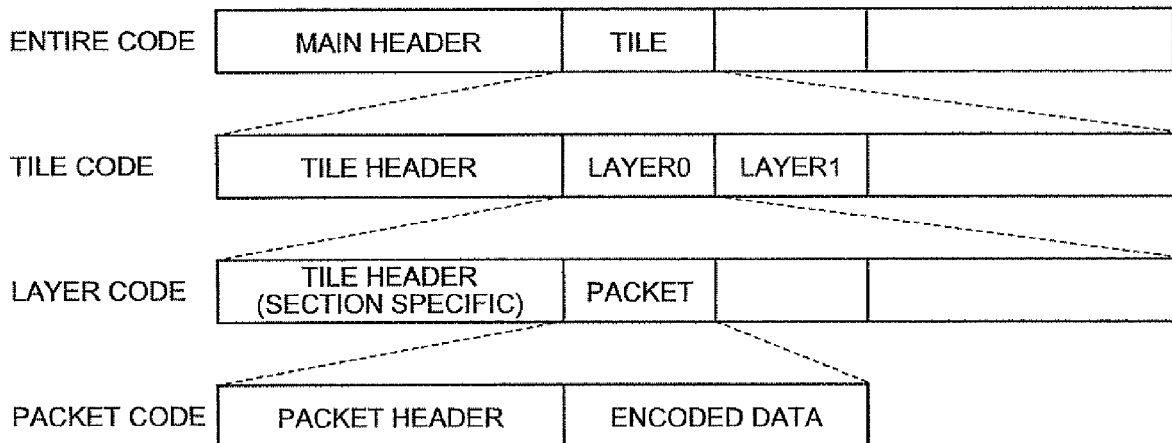 ENTIRE CODE MAIN HEADER TILE
TILE CODE TILE HEADER LAYER0 LAYER1
LAYER CODE TILE HEADER (SECTION SPECIFIC) PACKET
PACKET CODE PACKET HEADER ENCODED DATA